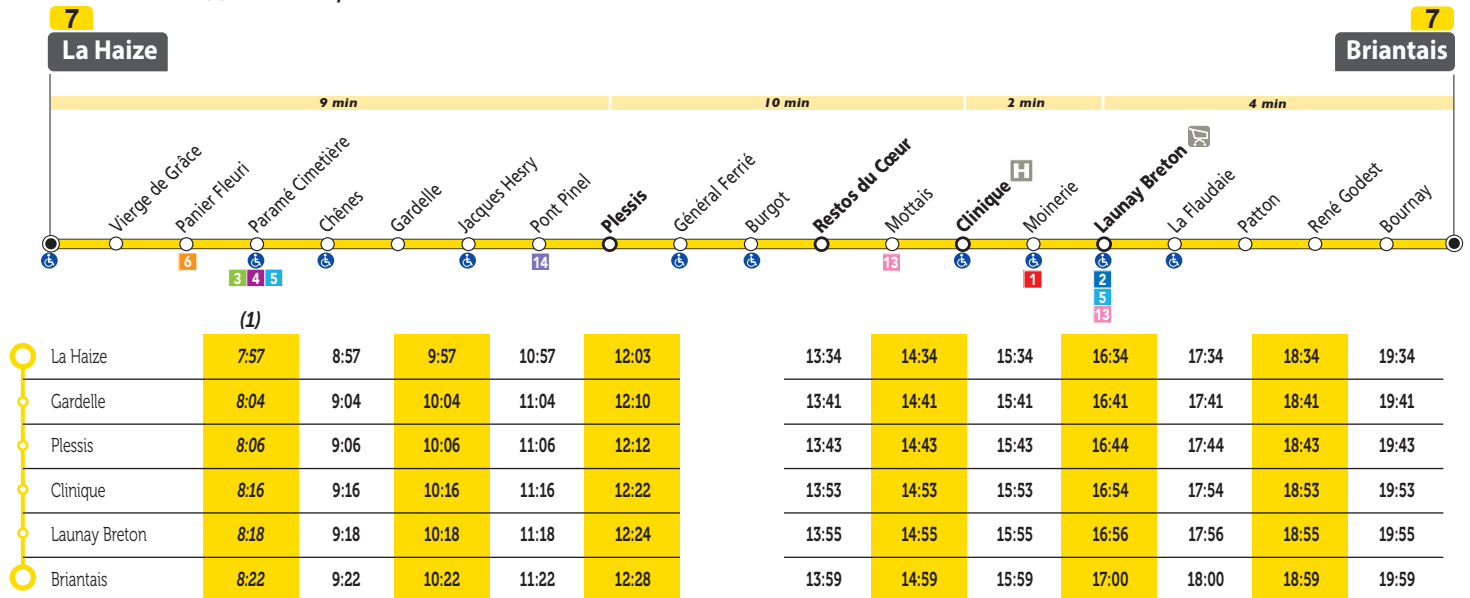 7
7
La Haize
Briantais
9 min
10 min
2 min
4 min
Vierge de Grâce
Panier Fleuri
Paramé Cimetière
Chênes
Gardelle
Jacques Hesry
Pont Pinel
Plessis
Général Ferrié
Burgot
Restos du Cœur
Mottais
Clinique
H
Moinerie
Launay Breton
La Flaudaie
Patton
René Godest
Bournay
6
3 4 5
14
13
1
2
5
13
(1)
La Haize 7:57 8:57 9:57 10:57 12:03 13:34 14:34 15:34 16:34 17:34 18:34 19:34
Gardelle 8:04 9:04 10:04 11:04 12:10 13:41 14:41 15:41 16:41 17:41 18:41 19:41
Plessis 8:06 9:06 10:06 11:06 12:12 13:43 14:43 15:43 16:44 17:44 18:43 19:43
Clinique 8:16 9:16 10:16 11:16 12:22 13:53 14:53 15:53 16:54 17:54 18:53 19:53
Launay Breton 8:18 9:18 10:18 11:18 12:24 13:55 14:55 15:55 16:56 17:56 18:55 19:55
Briantais 8:22 9:22 10:22 11:22 12:28 13:59 14:59 15:59 17:00 18:00 18:59 19:59